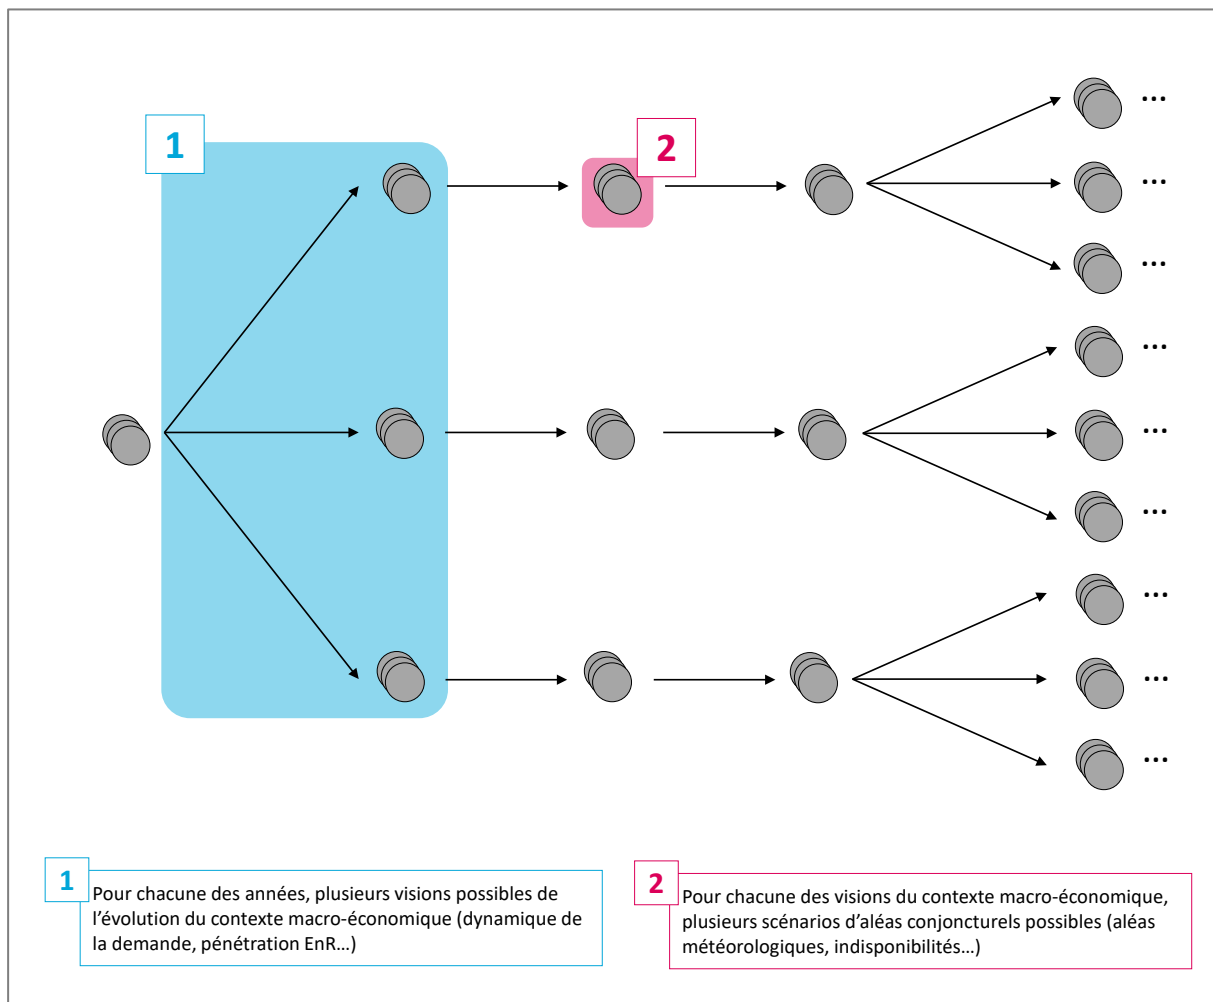 ...
1
2
...
...
...
...
...
...
...
...
1
Pour chacune des années, plusieurs visions possibles de
l’évolution du contexte macro-économique (dynamique de
la demande, pénétration EnR…)
2
Pour chacune des visions du contexte macro-économique,
plusieurs scénarios d’aléas conjoncturels possibles (aléas
météorologiques, indisponibilités…)